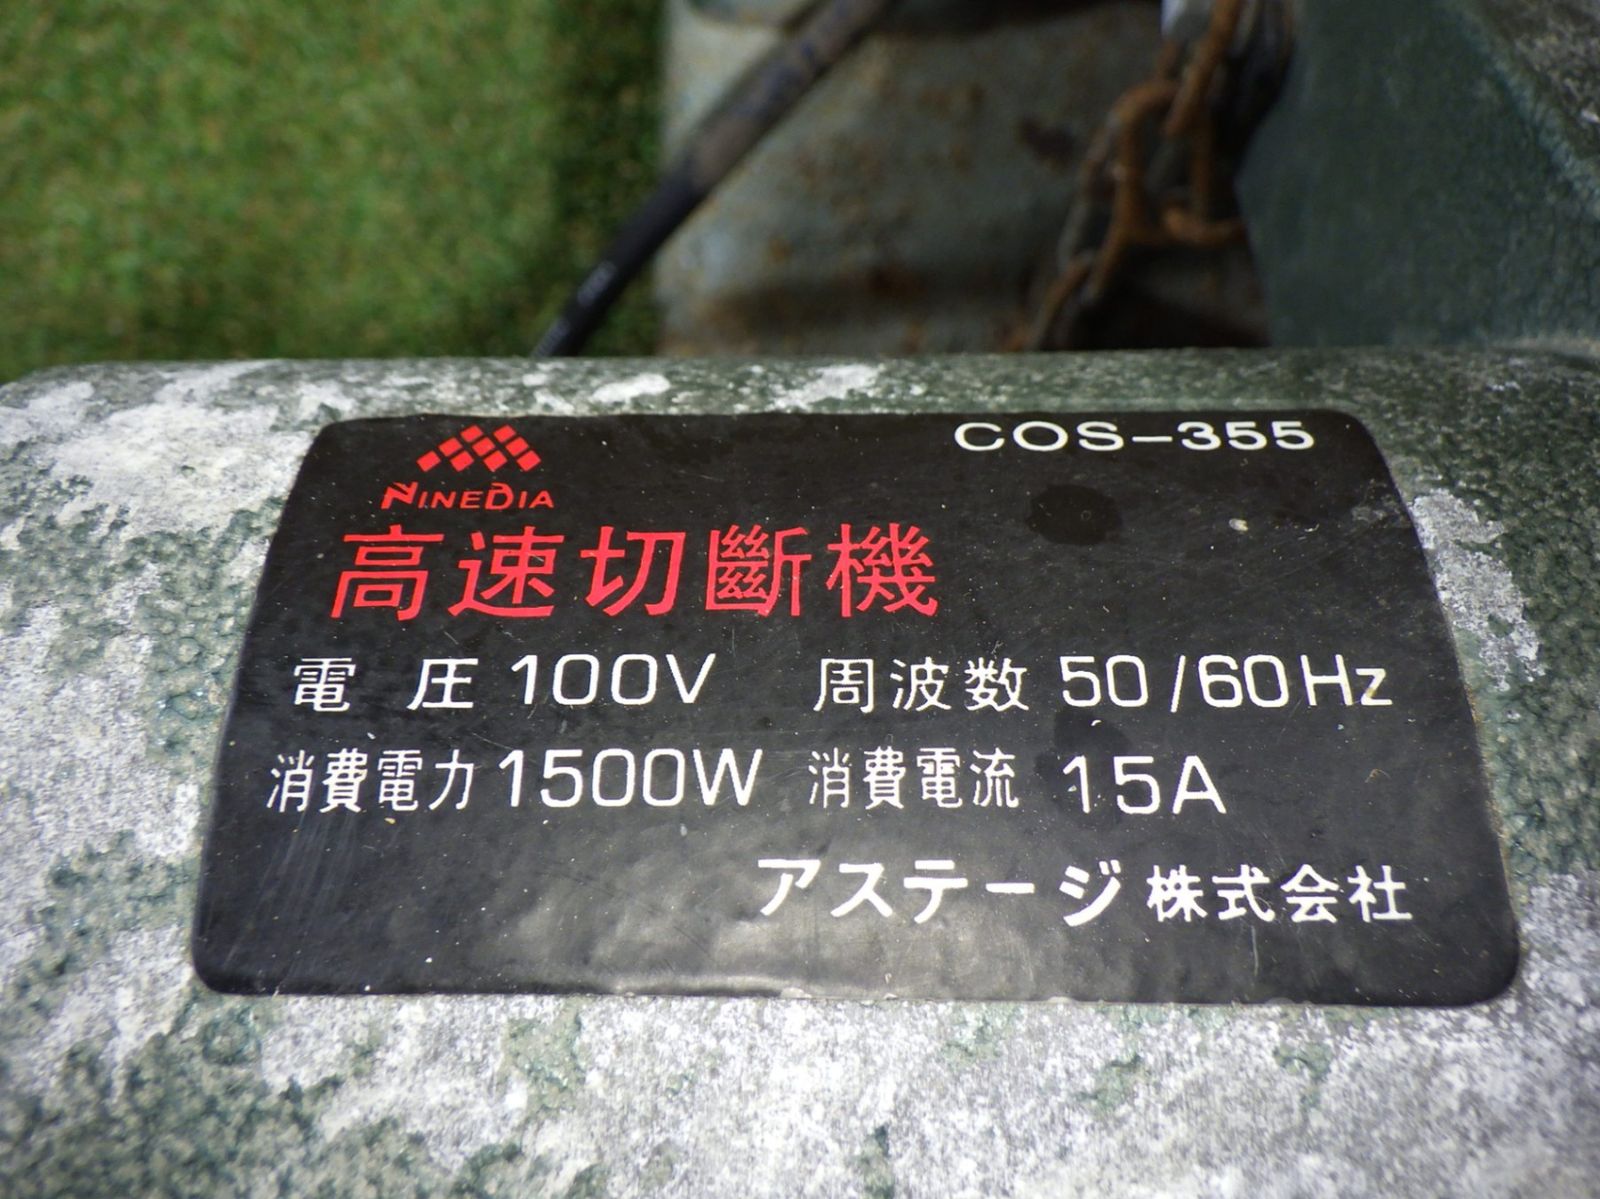 COS-355
NINEDIA
高速切斷機
電圧 100V 周波数 50/60Hz
消費電力 1500W 消費電流 15A
アステージ 株式会社